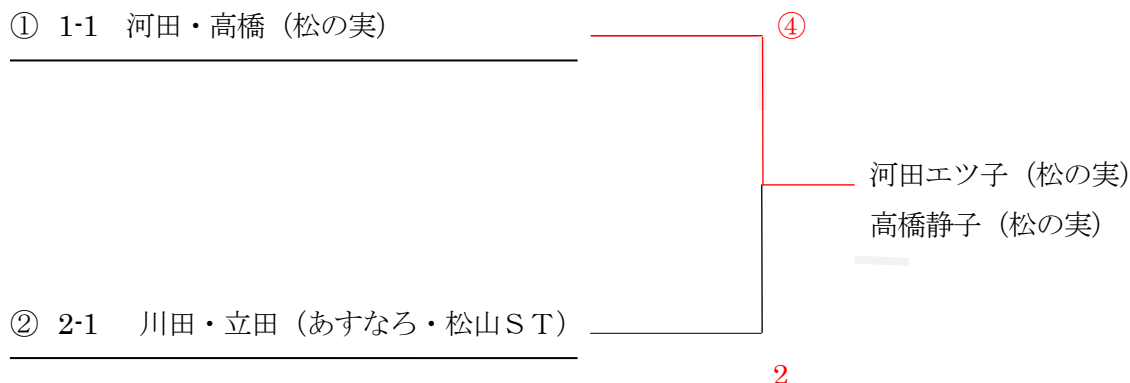 ① 1-1 河田・高橋（松の実）
④
河田エツ子（松の実）
高橋静子（松の実）
② 2-1 川田・立田（あすなろ・松山ＳＴ）
2